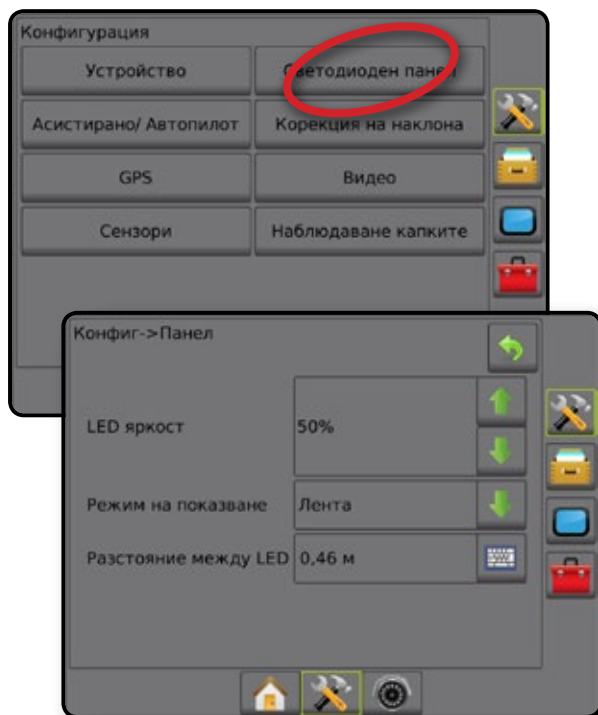 Конфигурация
Устройство
Светодиоден панел
Асистирано/ Автопилот
Корекция на наклона
GPS
Видео
Сензори
Наблюдаване капките
Конфиг->Панел
LED яркост
50%
Режим на показване
Лента
Разстояние между LED
0,46 м